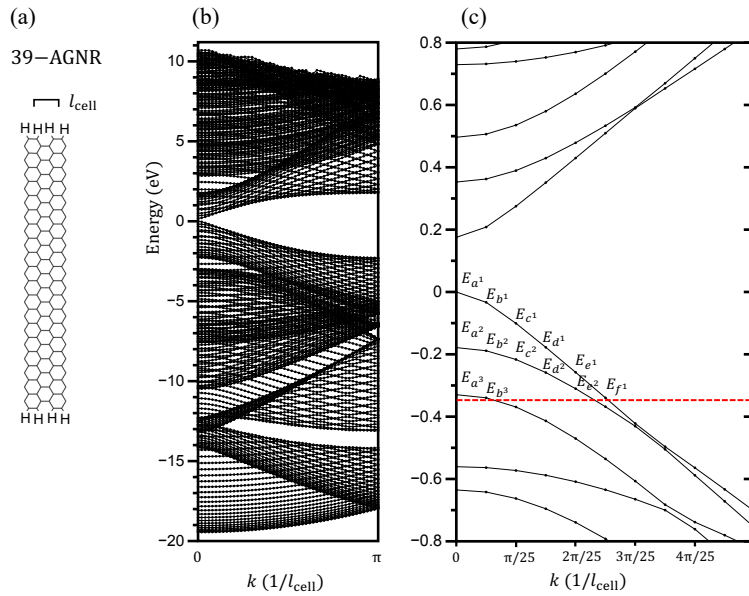 (a)
39−AGNR
l_cell
HHH H
H HHH
(b)
Energy (eV)
10
5
0
−5
−10
−15
−20
0
π
k (1/l_cell)
(c)
0.8
0.6
0.4
0.2
0
−0.2
−0.4
−0.6
−0.8
E_a¹
E_b¹
E_c¹
E_d¹
E_e¹
E_f¹
E_a²
E_b²
E_c²
E_d²
E_e²
E_a³
E_b³
0
π/25
2π/25
3π/25
4π/25
k (1/l_cell)